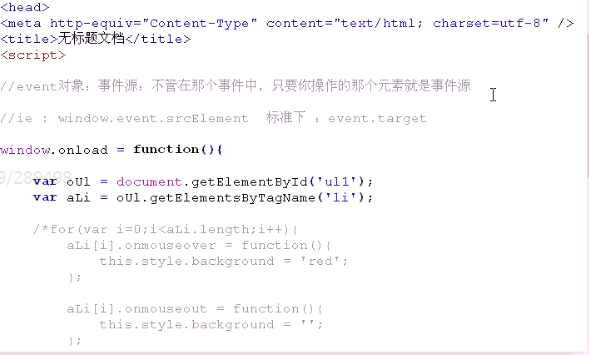 <head>
<meta http-equiv="Content-Type" content="text/html; charset=utf-8" />
<title>无标题文档</title>
<script>
//event对象：事件源：不管在那个事件中，只要你操作的那个元素就是事件源
//ie : window.event.srcElement 标准下 : event.target
window.onload = function(){
var oUl = document.getElementById('ul1');
var aLi = oUl.getElementsByTagName('li');
/*for(var i=0;i<aLi.length;i++){
aLi[i].onmouseover = function(){
this.style.background = 'red';
};
aLi[i].onmouseout = function(){
this.style.background = '';
};